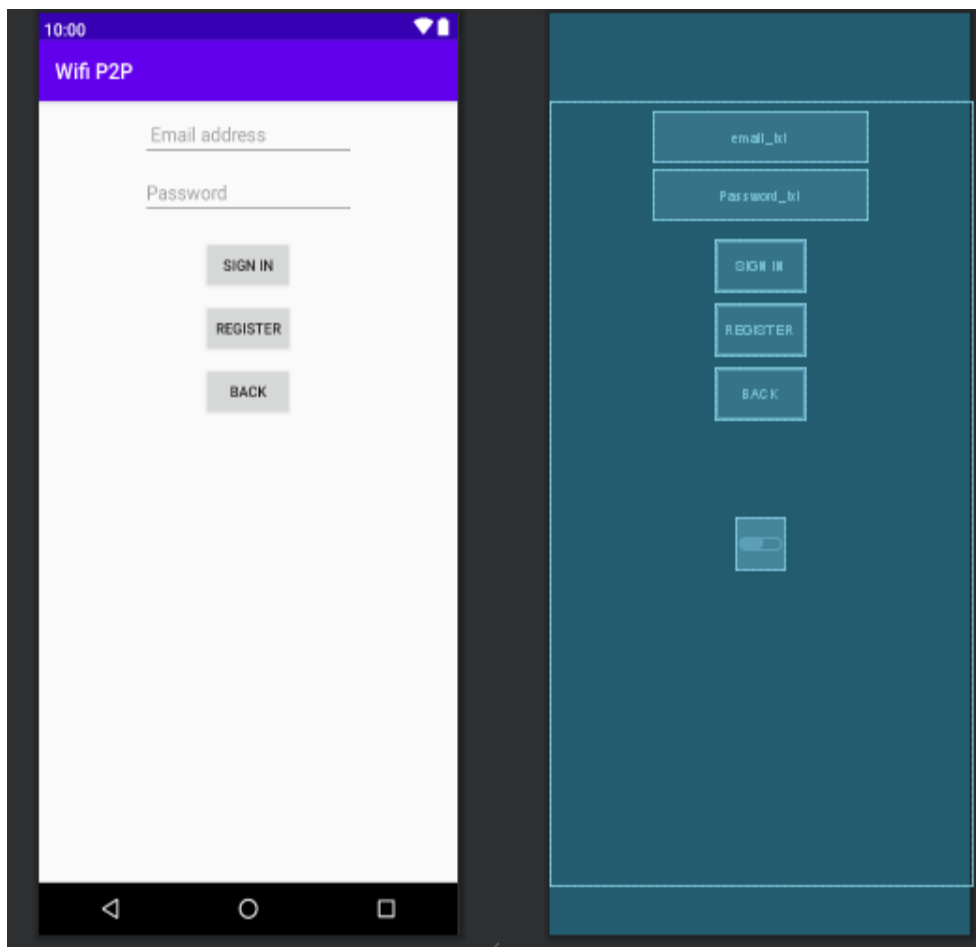 10:00
Wifi P2P
Email address
Password
SIGN IN
REGISTER
BACK
email_txt
Password_txt
SIGN IN
REGISTER
BACK